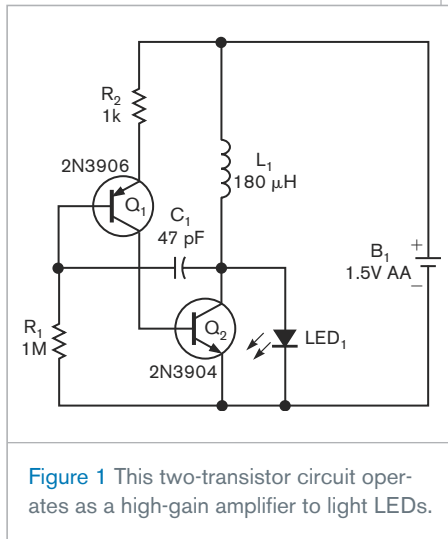 R₂
1k
2N3906
Q₁
C₁
47 pF
L₁
180 μH
B₁
1.5V AA
+
−
R₁
1M
Q₂
2N3904
LED₁
Figure 1 This two-transistor circuit oper-
ates as a high-gain amplifier to light LEDs.